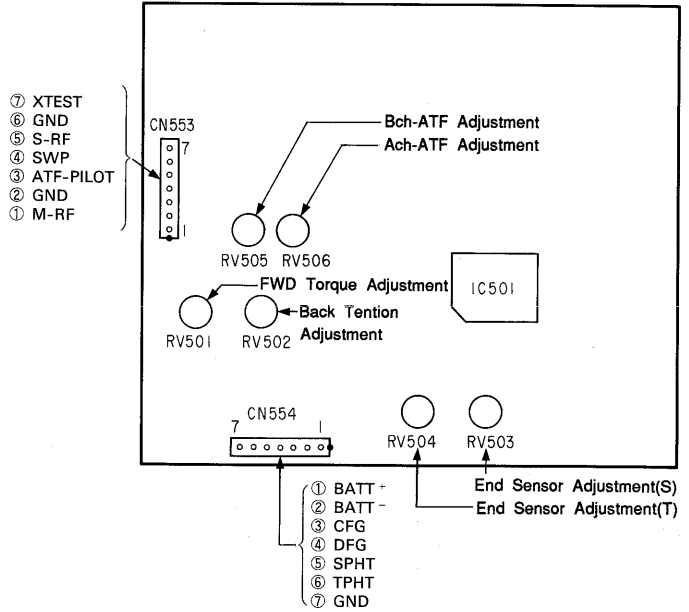 ⑦ XTEST
⑥ GND
⑤ S-RF
④ SWP
③ ATF-PILOT
② GND
① M-RF
CN553
7
1
Bch-ATF Adjustment
Ach-ATF Adjustment
RV505 RV506
FWD Torque Adjustment
IC501
Back Tention
Adjustment
RV501 RV502
CN554
7 1
RV504 RV503
End Sensor Adjustment(S)
End Sensor Adjustment(T)
① BATT+
② BATT-
③ CFG
④ DFG
⑤ SPHT
⑥ TPHT
⑦ GND